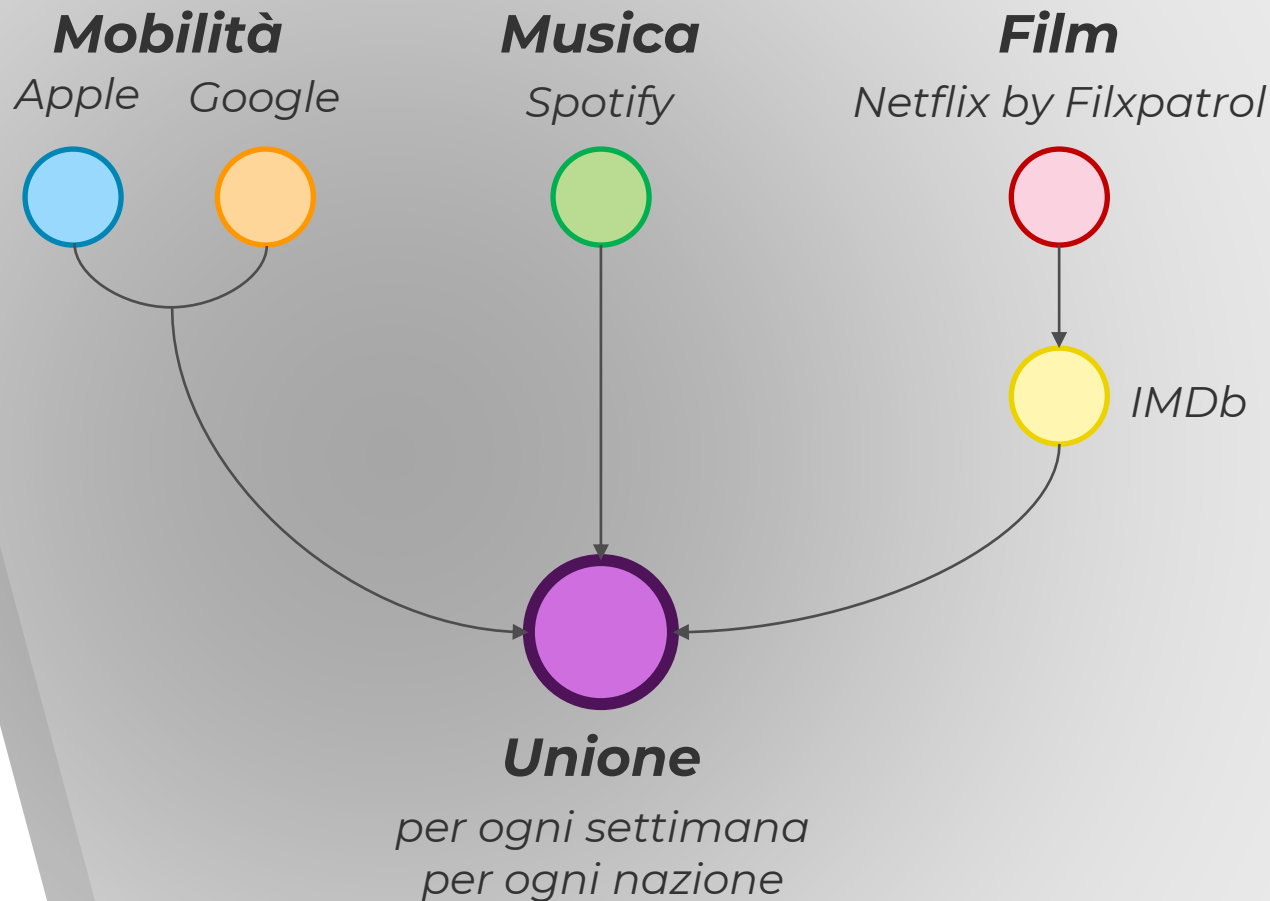 Mobilità
Musica
Film
Apple
Google
Spotify
Netflix by Filxpatrol
IMDb
Unione
per ogni settimana
per ogni nazione